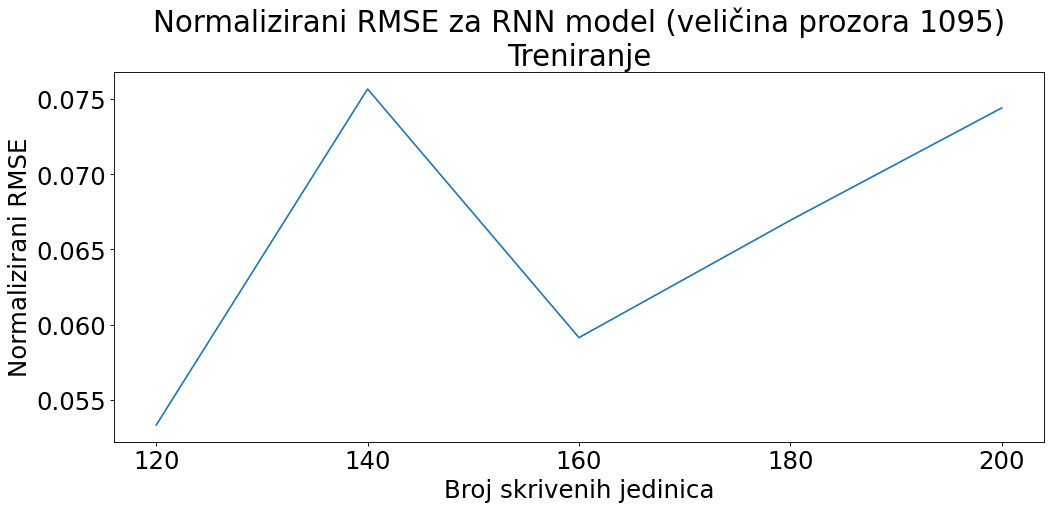 Normalizirani RMSE za RNN model (veličina prozora 1095)
Treniranje
Normalizirani RMSE
0.075
0.070
0.065
0.060
0.055
120 140 160 180 200
Broj skrivenih jedinica